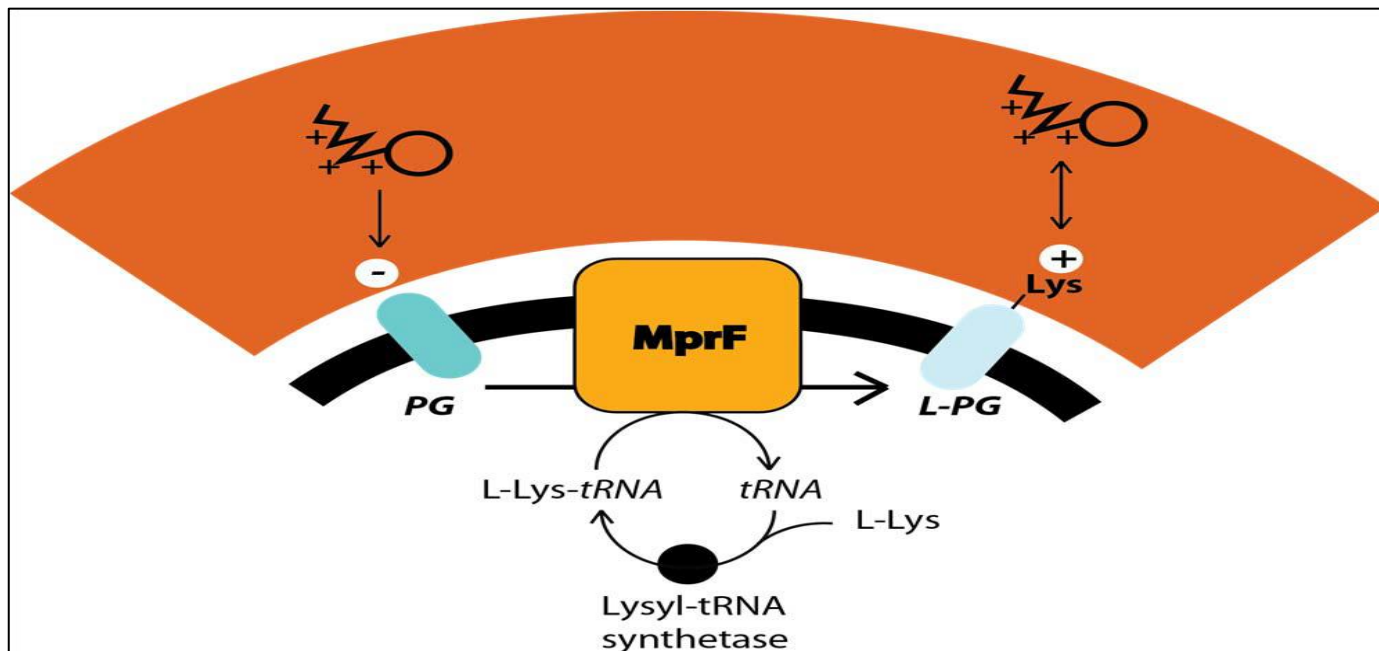 +
+ +
-
+
+ +
+
Lys
MprF
PG
L-PG
L-Lys-tRNA
tRNA
L-Lys
Lysyl-tRNA
synthetase